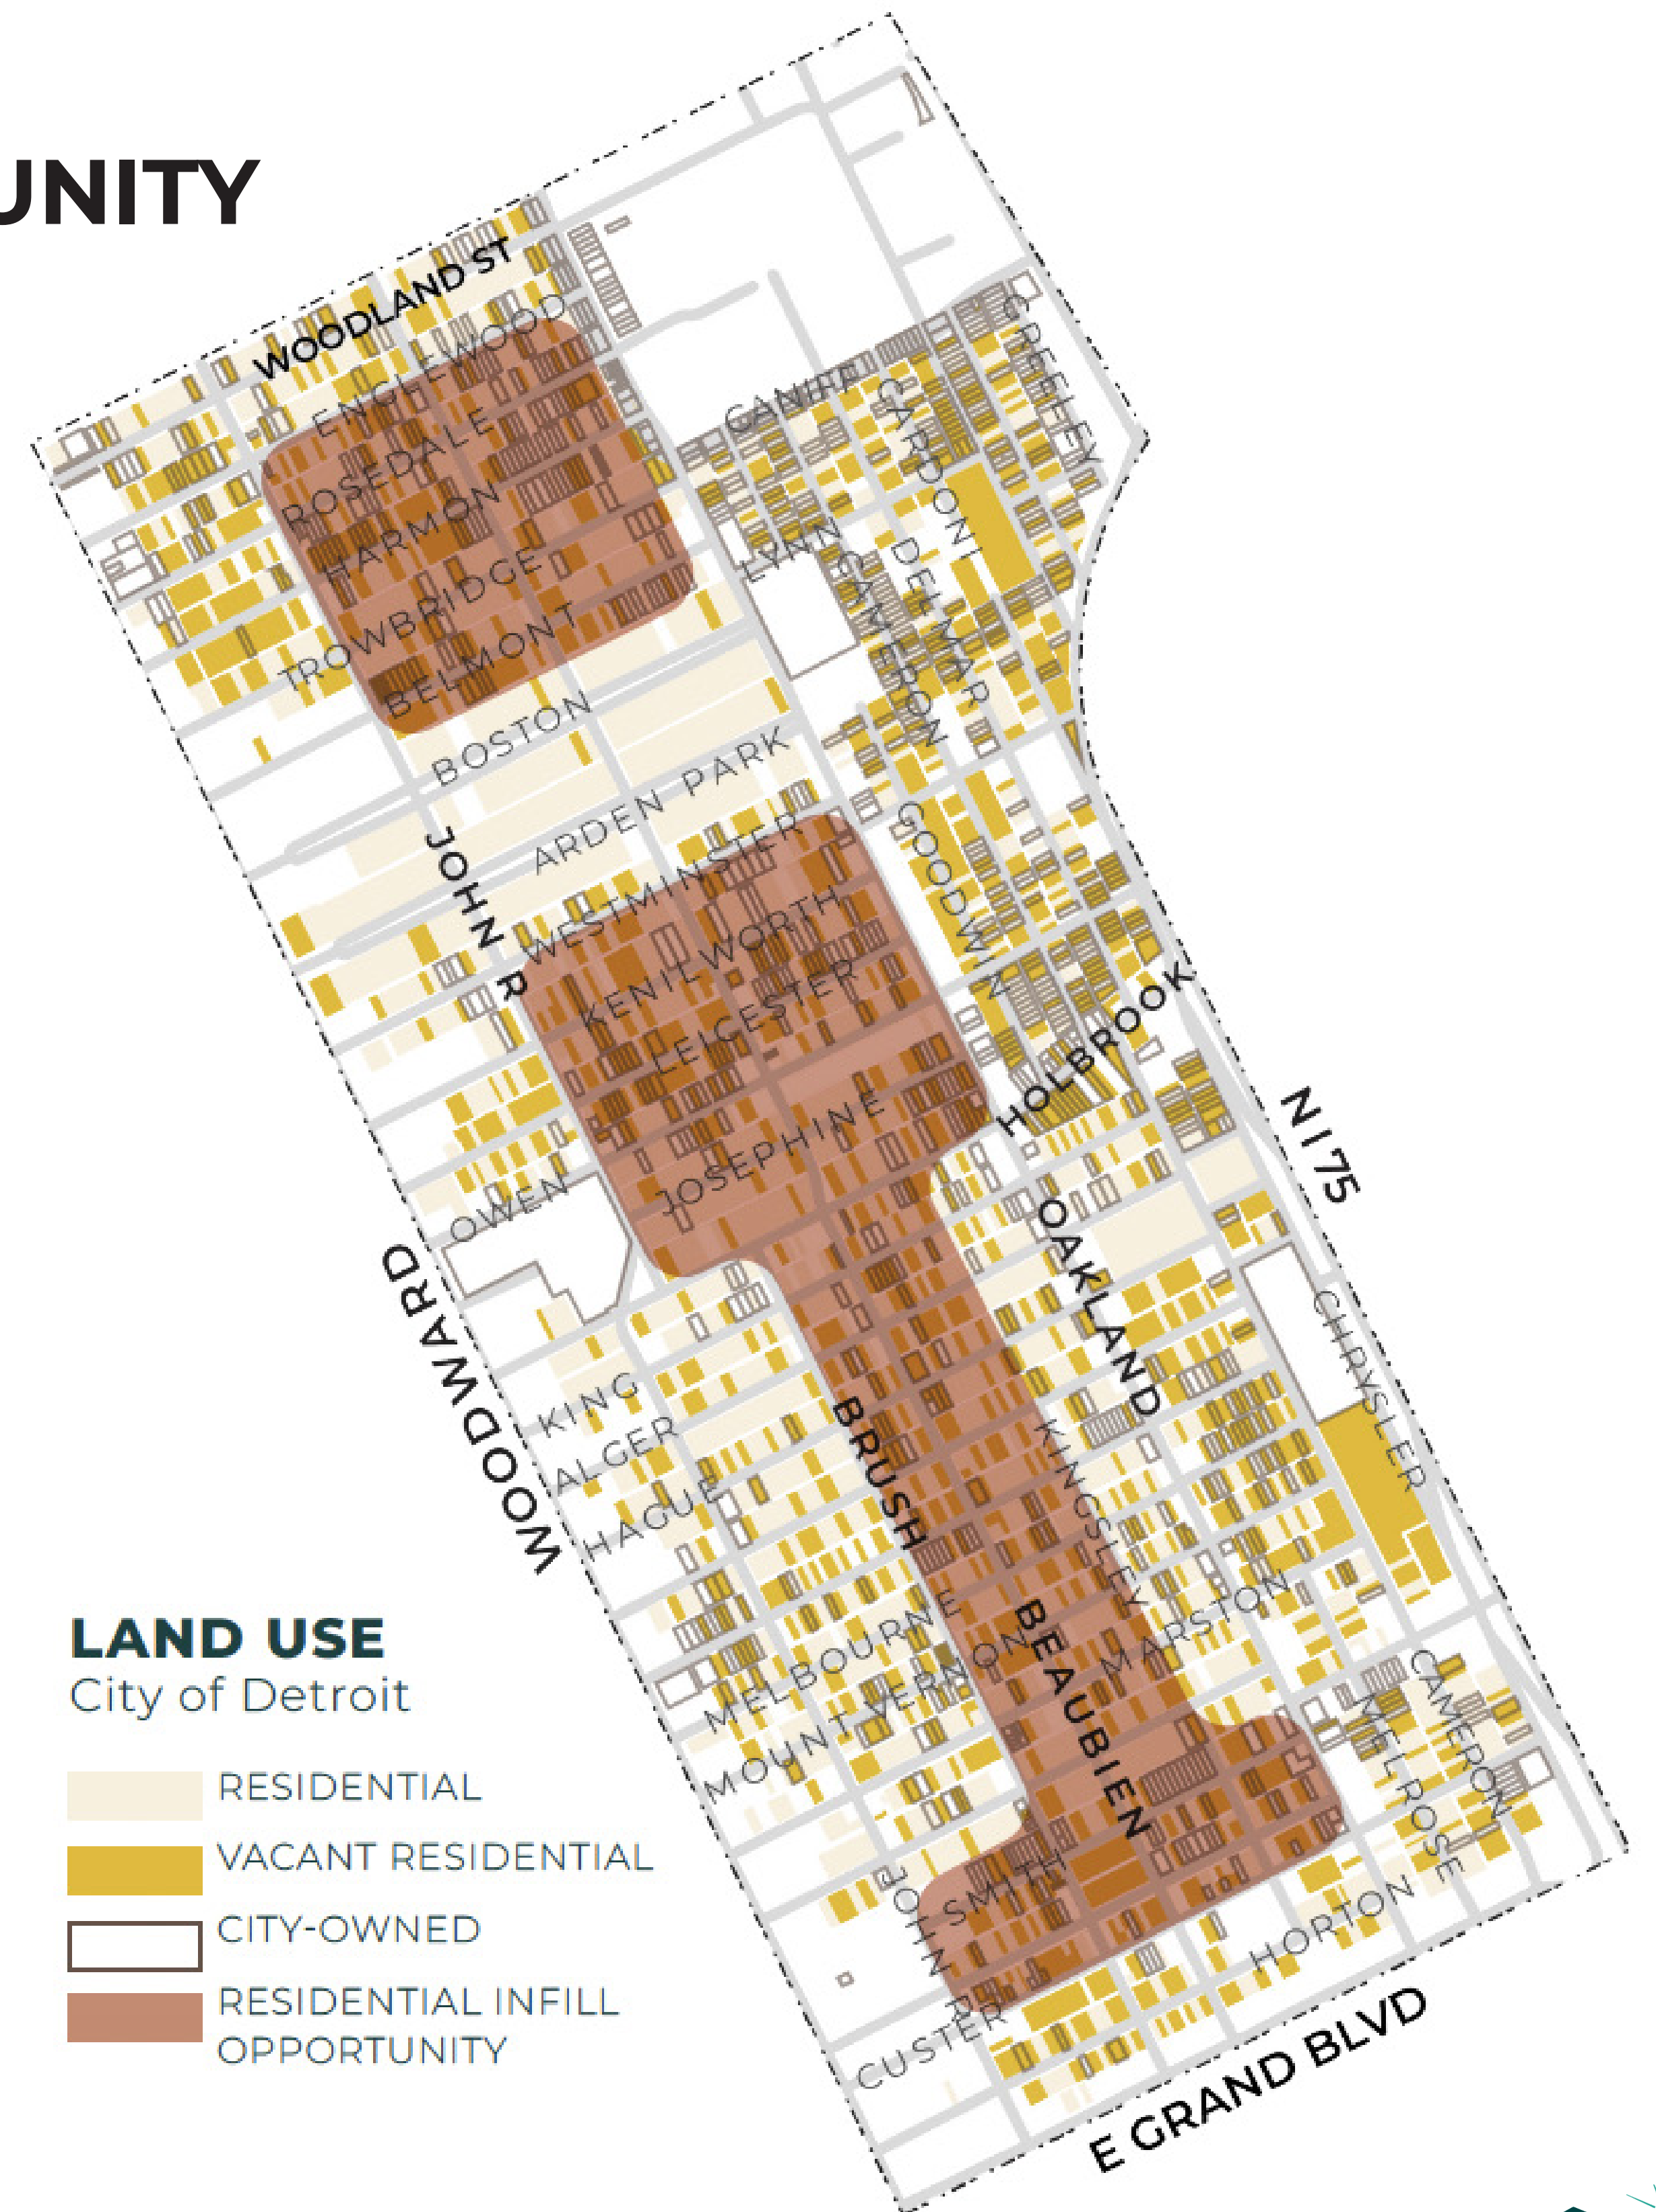 UNITY
WOODLAND ST
ENGLEWOOD
ROSEDALE
HARMON
TROWBRIDGE
BELMONT
BOSTON
ARDEN PARK
CANIFF
GREELEY
CARDONI
LYNN
CAMERON
DELMAR
JOHN R
WESTMINSTER
KENILWORTH
LEICESTER
GOODWIN
HOLBROOK
JOSEPHINE
OWEN
N I 75
WOODWARD
OAKLAND
CHRYSLER
KING
ALGER
HAGUE
BRUSH
KINGSLEY
MELBOURNE
MOUNT VERNON
BEAUBIEN
MARSTON
CAMERON
MELROSE
JOHN R
SMITH
HORTON
CUSTER
E GRAND BLVD
LAND USE
City of Detroit
RESIDENTIAL
VACANT RESIDENTIAL
CITY-OWNED
RESIDENTIAL INFILL
OPPORTUNITY